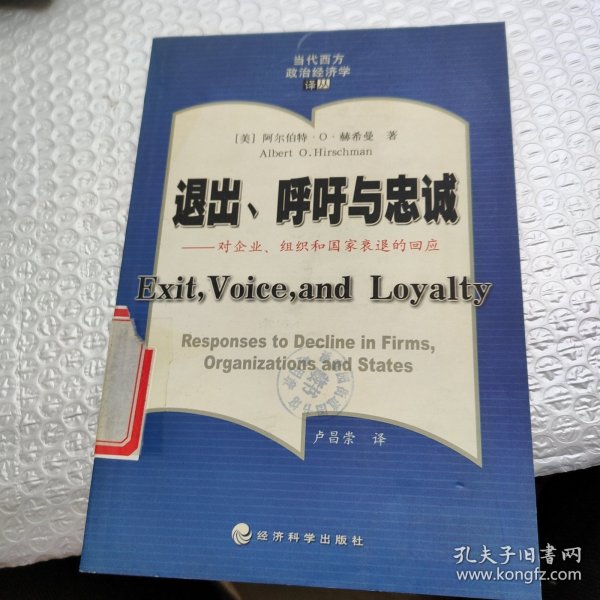 当代西方
政治经济学
译丛
[美] 阿尔伯特·O·赫希曼 著
Albert O.Hirschman
退出、呼吁与忠诚
——对企业、组织和国家衰退的回应
Exit,Voice,and Loyalty
Responses to Decline in Firms,
Organizations and States
卢昌崇 译
经济科学出版社
孔夫子旧书网
www.kongfz.com